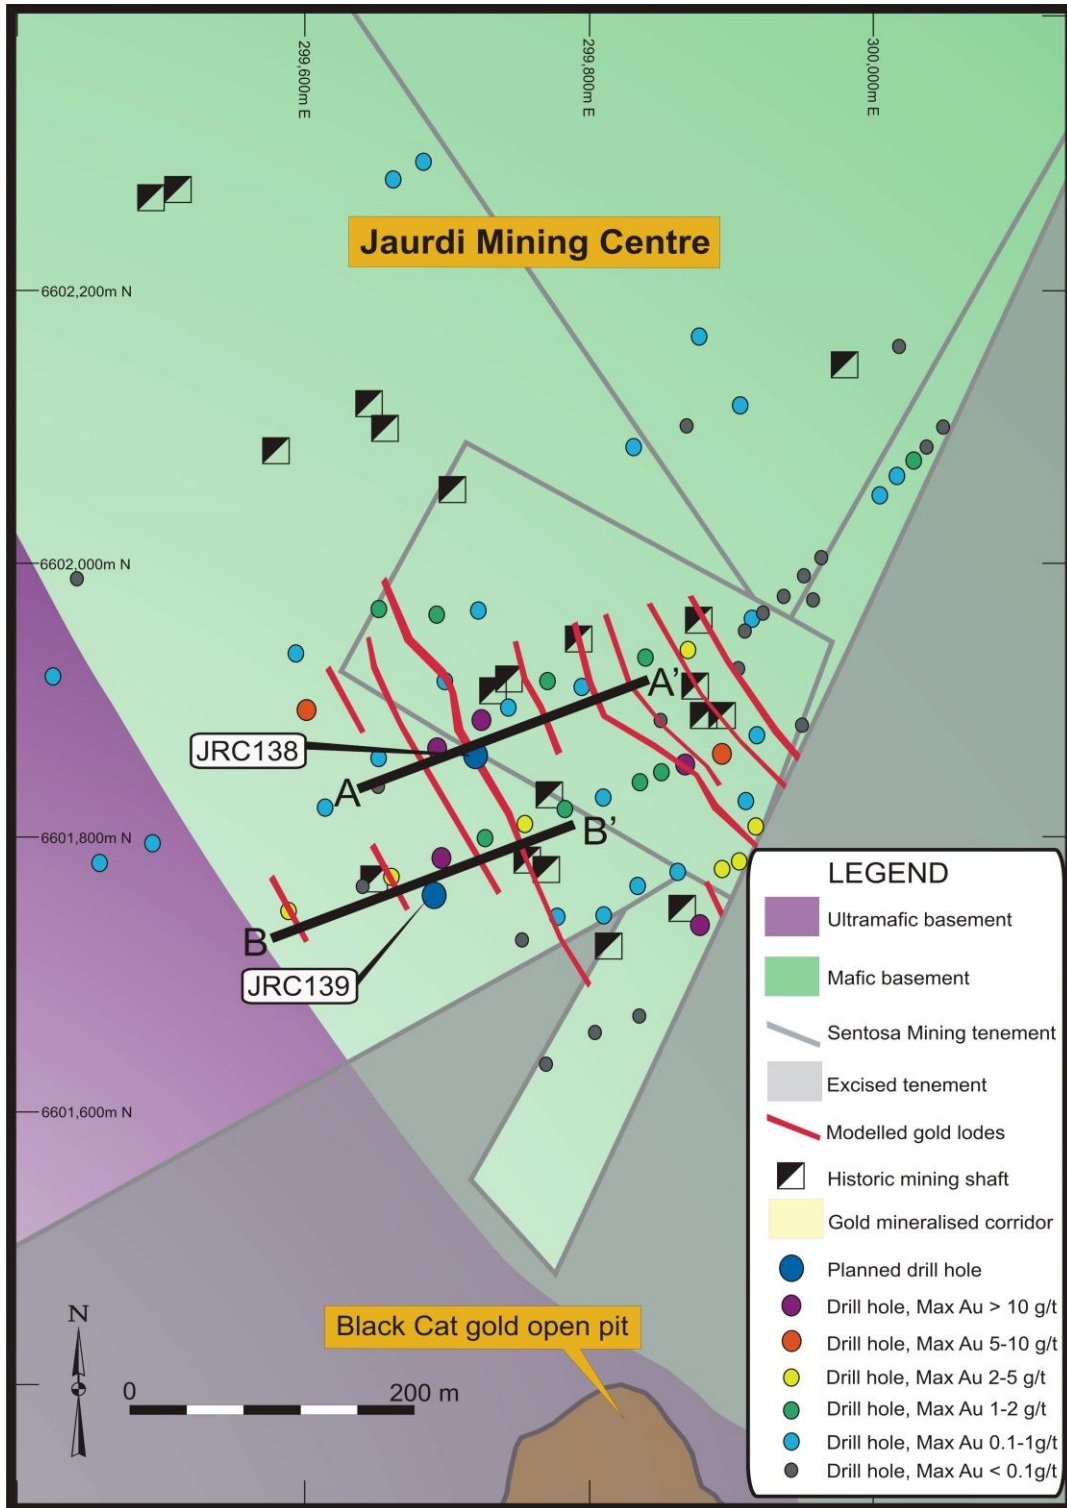 299,600m E
299,800m E
300,000m E
Jaurdi Mining Centre
6602,200m N
6602,000m N
A'
JRC138
A
6601,800m N
B'
B
JRC139
6601,600m N
LEGEND
Ultramafic basement
Mafic basement
Sentosa Mining tenement
Excised tenement
Modelled gold lodes
Historic mining shaft
Gold mineralised corridor
Planned drill hole
Drill hole, Max Au > 10 g/t
Drill hole, Max Au 5-10 g/t
Drill hole, Max Au 2-5 g/t
Drill hole, Max Au 1-2 g/t
Drill hole, Max Au 0.1-1g/t
Drill hole, Max Au < 0.1g/t
Black Cat gold open pit
N
0
200 m